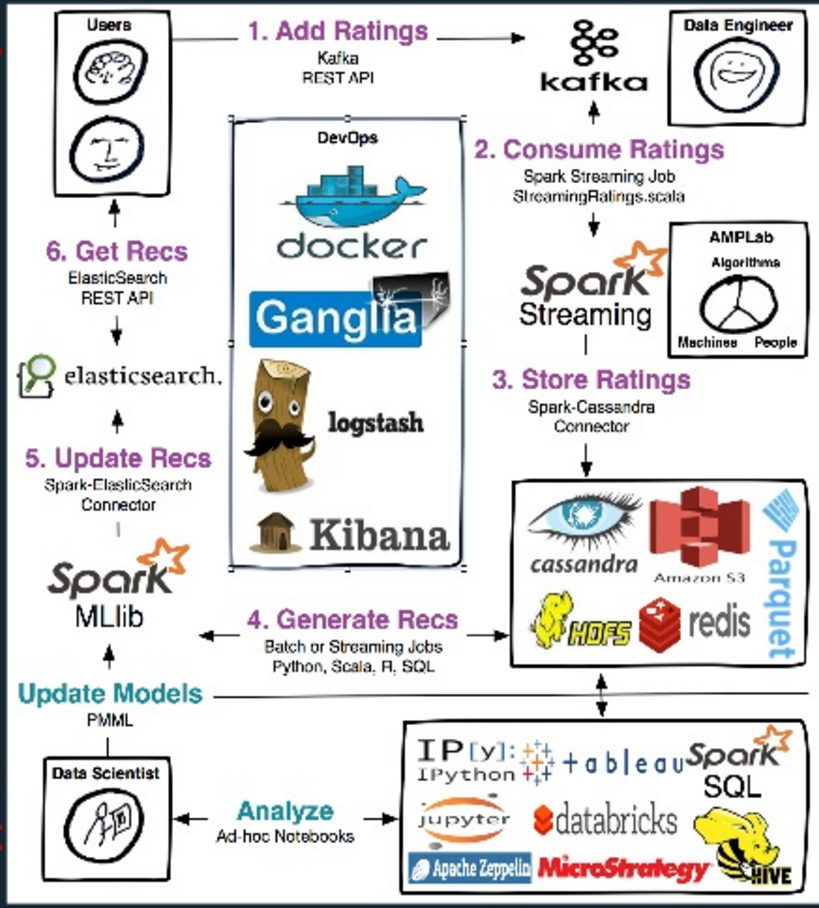 Users
1. Add Ratings
Kafka
REST API
kafka
Data Engineer
DevOps
docker
Ganglia
logstash
Kibana
2. Consume Ratings
Spark Streaming Job
StreamingRatings.scala
Spark
Streaming
AMPLab
Algorithms
Machines People
3. Store Ratings
Spark-Cassandra
Connector
cassandra
Amazon S3
Parquet
HDFS
redis
6. Get Recs
ElasticSearch
REST API
elasticsearch.
5. Update Recs
Spark-ElasticSearch
Connector
Spark
MLlib
4. Generate Recs
Batch or Streaming Jobs
Python, Scala, R, SQL
Update Models
PMML
Data Scientist
Analyze
Ad-hoc Notebooks
IP[y]:
IPython
+ableau
Spark
SQL
jupyter
databricks
Apache Zeppelin
MicroStrategy
HIVE